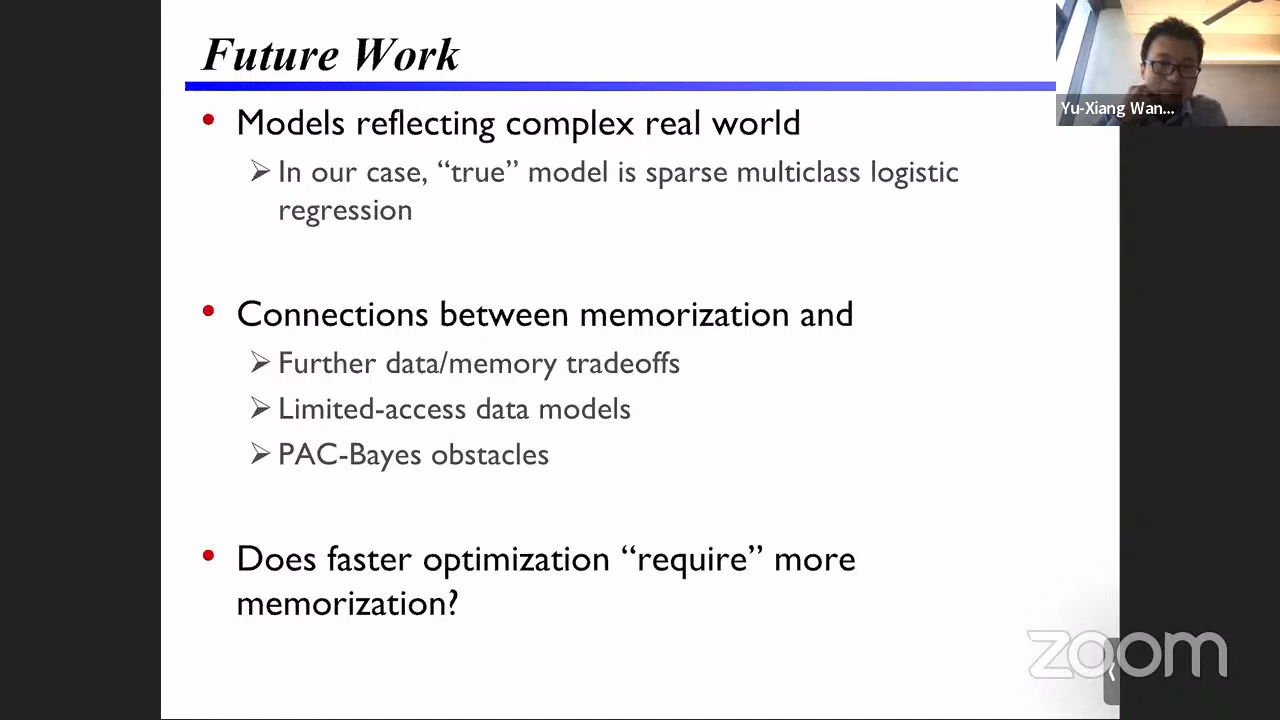 Future Work
Yu-Xiang Wan...
• Models reflecting complex real world
➢ In our case, “true” model is sparse multiclass logistic
regression
• Connections between memorization and
➢ Further data/memory tradeoffs
➢ Limited-access data models
➢ PAC-Bayes obstacles
• Does faster optimization “require” more
memorization?
zoom